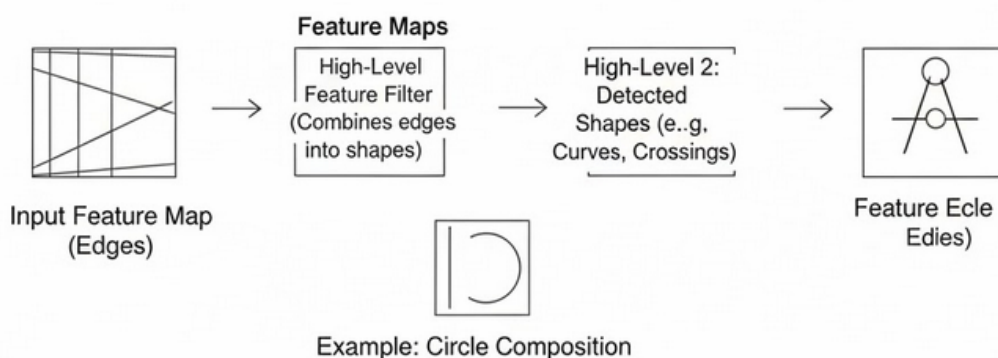 Feature Maps
High-Level
Feature Filter
(Combines edges
into shapes)
High-Level 2:
Detected
Shapes (e..g,
Curves, Crossings)
Input Feature Map
(Edges)
Feature Ecle
Edies)
Example: Circle Composition